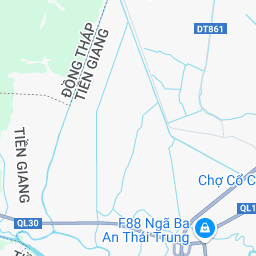 DT861
ĐỒNG THÁP
TIỀN GIANG
TIỀN GIANG
Chợ Cổ C
QL1
QL30
F88 Ngã Ba
An Thái Trung